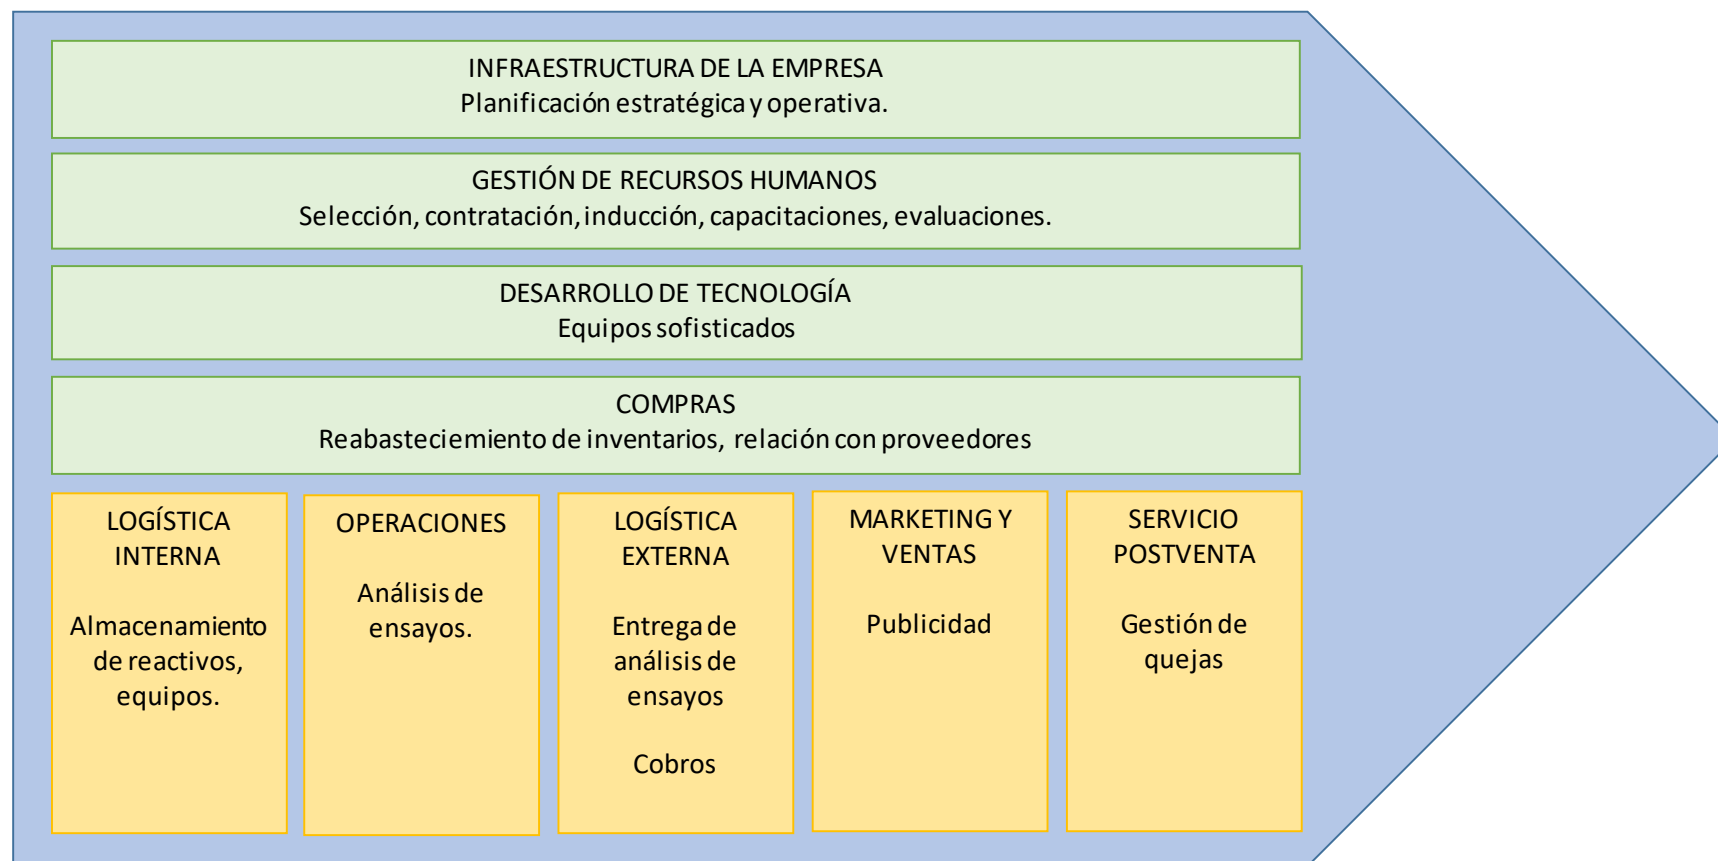 INFRAESTRUCTURA DE LA EMPRESA
Planificación estratégica y operativa.
GESTIÓN DE RECURSOS HUMANOS
Selección, contratación, inducción, capacitaciones, evaluaciones.
DESARROLLO DE TECNOLOGÍA
Equipos sofisticados
COMPRAS
Reabasteciemiento de inventarios, relación con proveedores
LOGÍSTICA
INTERNA
Almacenamiento
de reactivos,
equipos.
OPERACIONES
Análisis de
ensayos.
LOGÍSTICA
EXTERNA
Entrega de
análisis de
ensayos
Cobros
MARKETING Y
VENTAS
Publicidad
SERVICIO
POSTVENTA
Gestión de
quejas